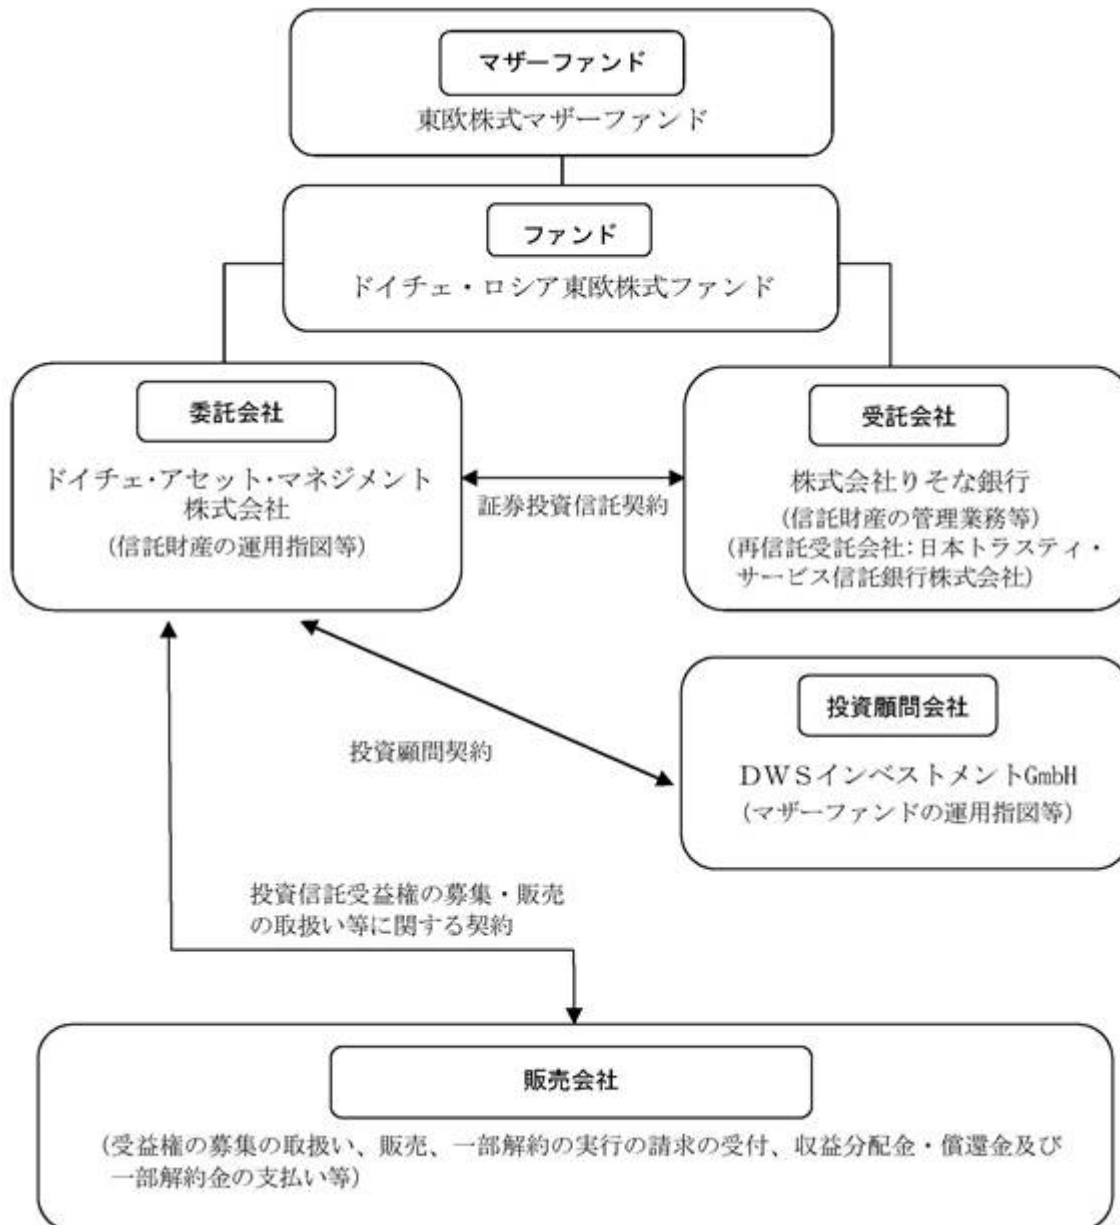 マザーファンド
東欧株式マザーファンド
ファンド
ドイチェ・ロシア東欧株式ファンド
委託会社
ドイチェ・アセット・マネジメント
株式会社
(信託財産の運用指図等)
証券投資信託契約
受託会社
株式会社りそな銀行
(信託財産の管理業務等)
(再信託受託会社:日本トラスティ・
サービス信託銀行株式会社)
投資顧問契約
投資顧問会社
DWSインベストメントGmbH
(マザーファンドの運用指図等)
投資信託受益権の募集・販売
の取扱い等に関する契約
販売会社
(受益権の募集の取扱い、販売、一部解約の実行の請求の受付、収益分配金・償還金及び
一部解約金の支払い等)